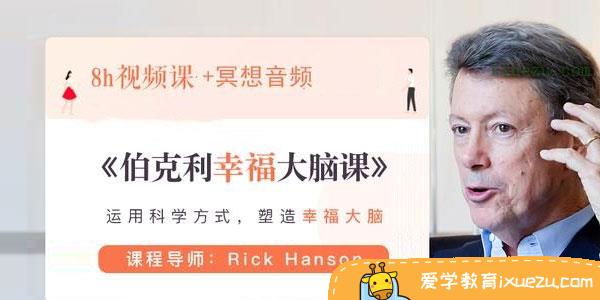 8h视频课·+冥想音频
《伯克利幸福大脑课》
运用科学方式，塑造幸福大脑
课程导师：Rick Hanson
xuezu.com
爱学教育ixuezu.com